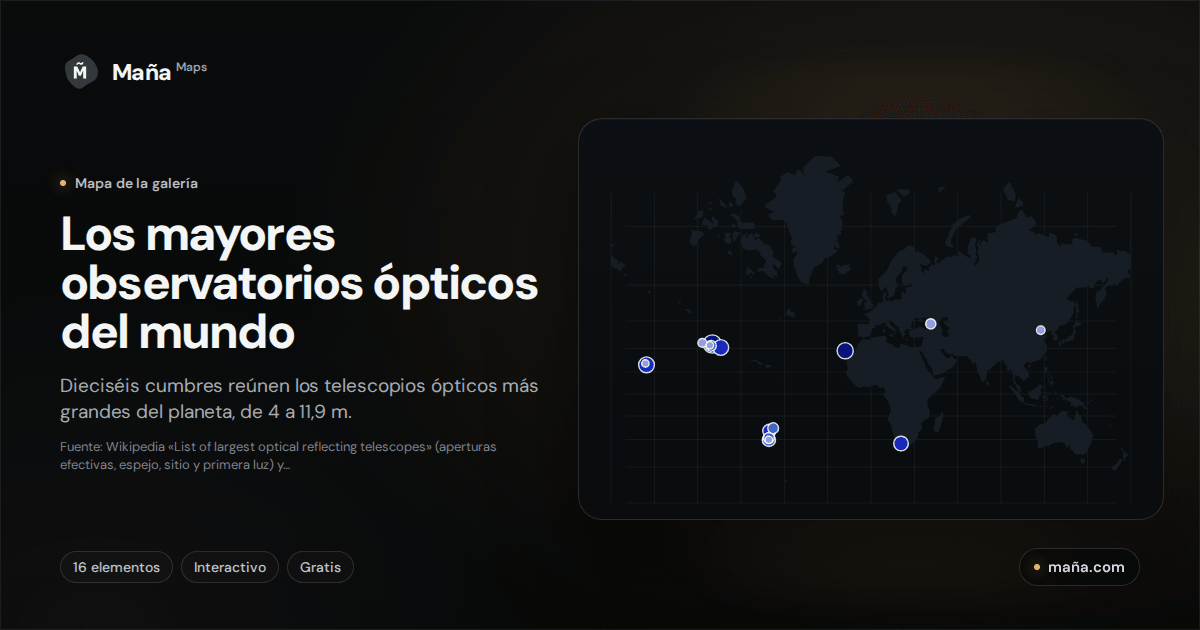 M̃
Maña Maps
Mapa de la galería
Los mayores
observatorios ópticos
del mundo
Dieciséis cumbres reúnen los telescopios ópticos más
grandes del planeta, de 4 a 11,9 m.
Fuente: Wikipedia «List of largest optical reflecting telescopes» (aperturas
efectivas, espejo, sitio y primera luz) y…
16 elementos
Interactivo
Gratis
maña.com